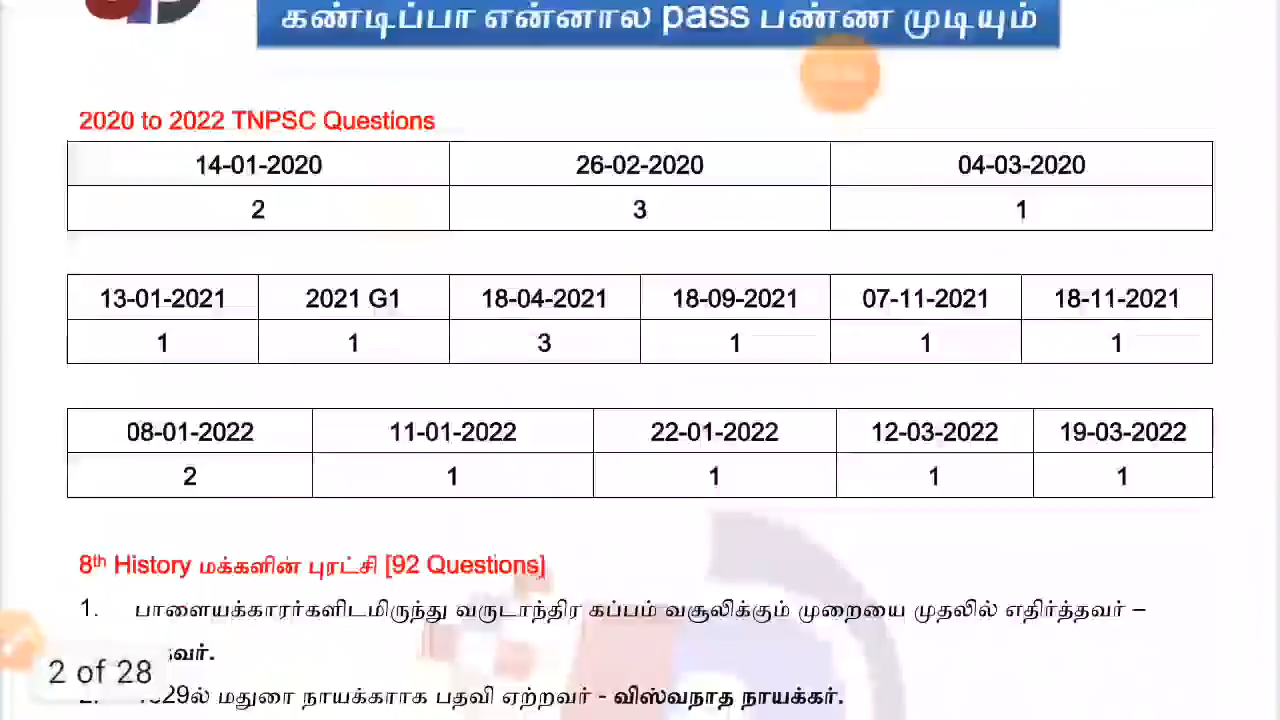 கண்டிப்பா என்னால pass பண்ண முடியும்
2020 to 2022 TNPSC Questions
14-01-2020 26-02-2020 04-03-2020
2 3 1
13-01-2021 2021 G1 18-04-2021 18-09-2021 07-11-2021 18-11-2021
1 1 3 1 1 1
08-01-2022 11-01-2022 22-01-2022 12-03-2022 19-03-2022
2 1 1 1 1
8th History மக்களின் புரட்சி [92 Questions]
1. பாளையக்காரர்களிடமிருந்து வருடாந்திர கப்பம் வசூலிக்கும் முறையை முதலில் எதிர்த்தவர் –
2 of 28
மதுரை நாயக்கராக பதவி ஏற்றவர் - விஸ்வநாத நாயக்கர்.